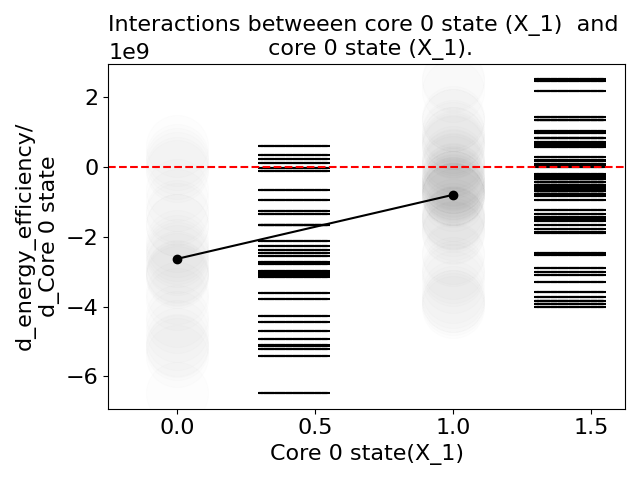 Interactions betweeen core 0 state (X_1)  and
core 0 state (X_1).
1e9
2
0
−2
−4
−6
d_energy_efficiency/
d_Core 0 state
0.0 0.5 1.0 1.5
Core 0 state(X_1)